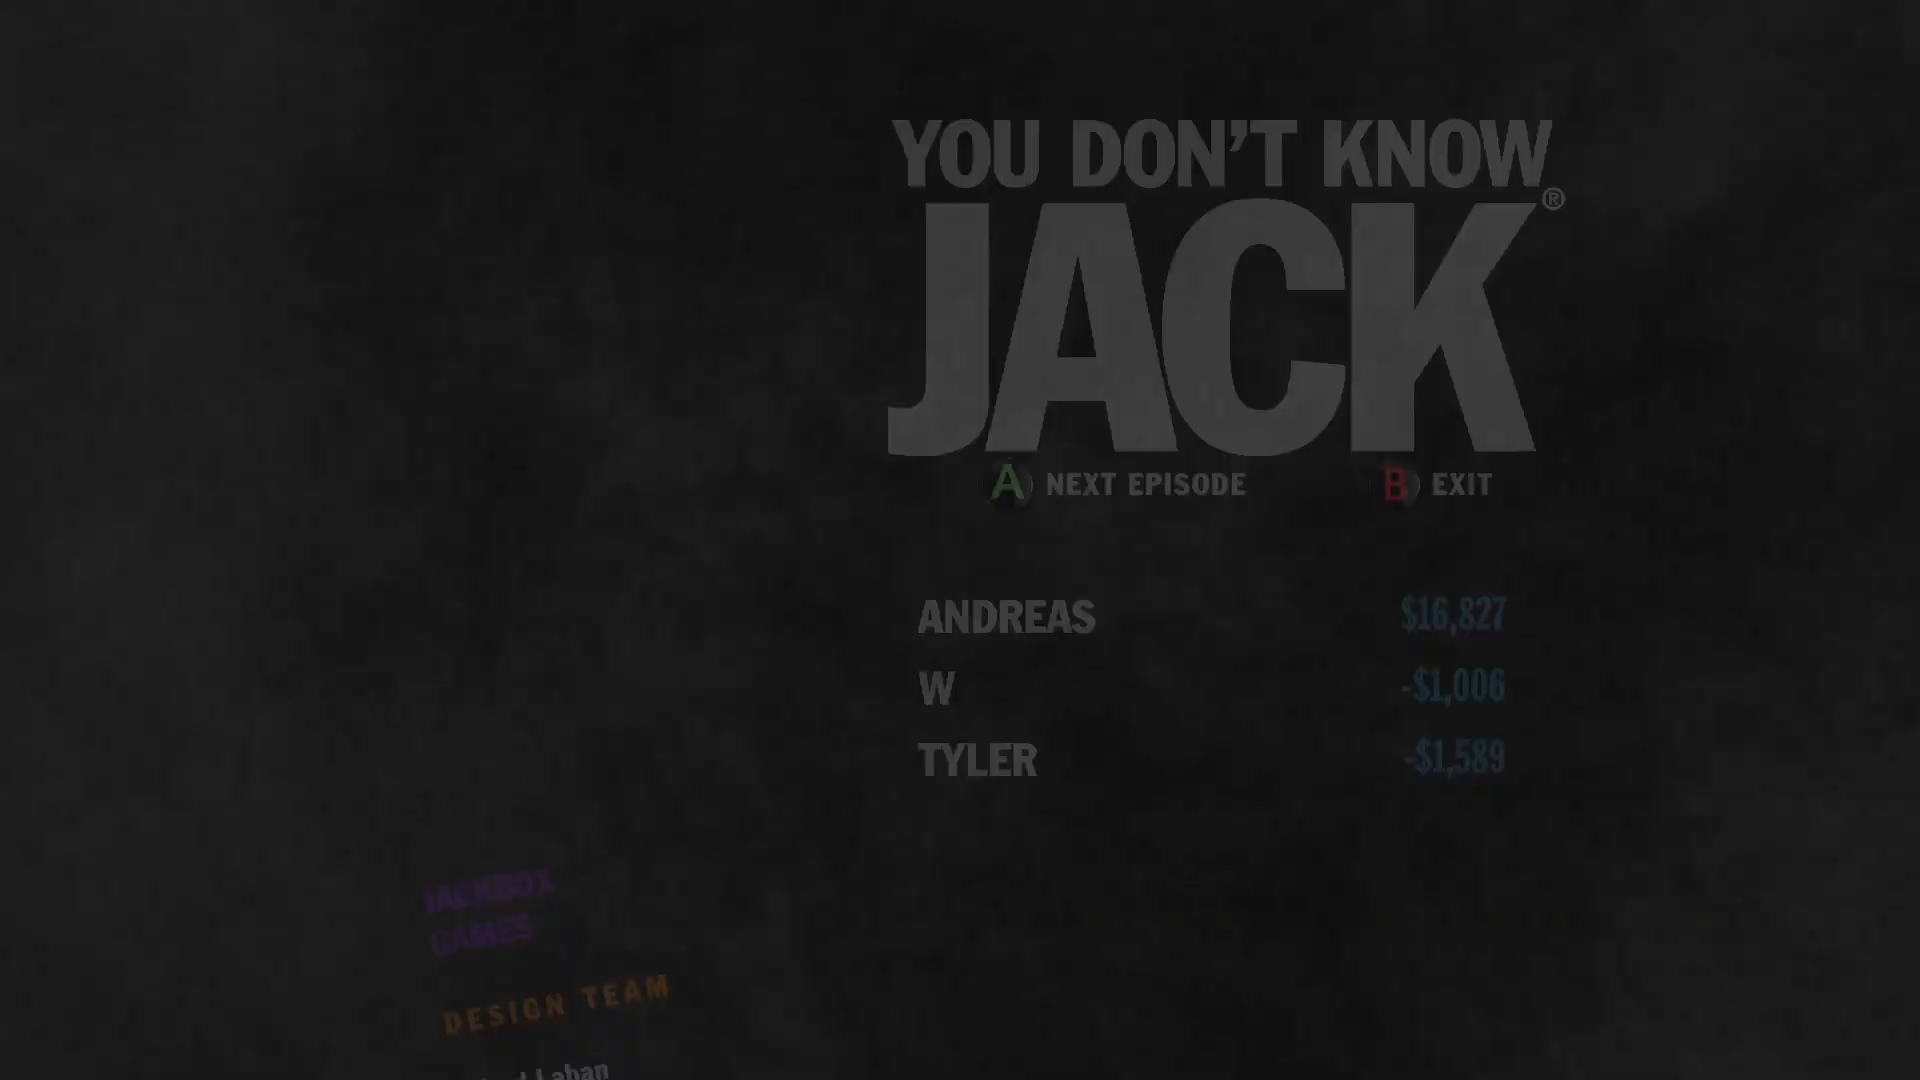 YOU DON'T KNOW
JACK®
A NEXT EPISODE B EXIT
ANDREAS $16,827
W -$1,006
TYLER -$1,589
JACKBOX
GAMES
DESIGN TEAM
Laban